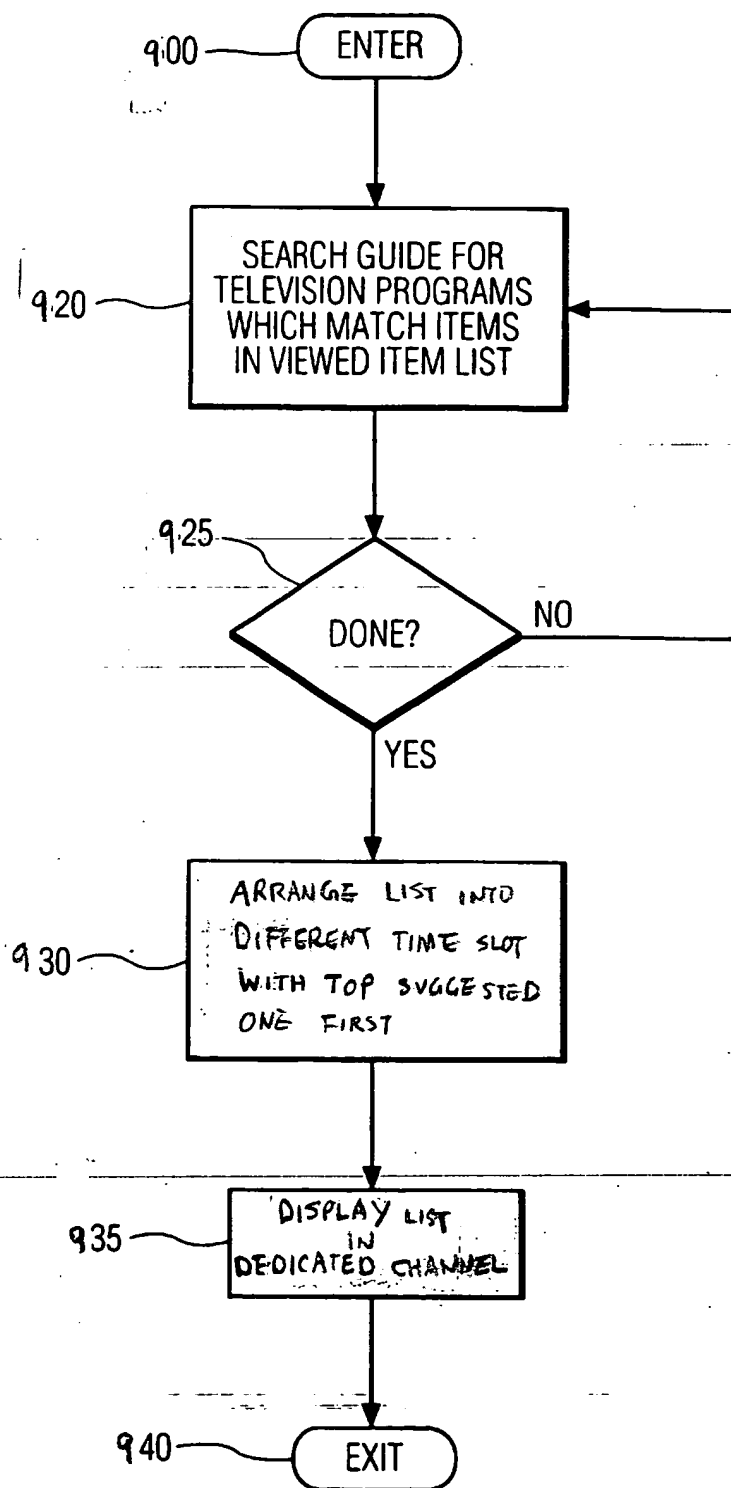 900
ENTER
920
SEARCH GUIDE FOR
TELEVISION PROGRAMS
WHICH MATCH ITEMS
IN VIEWED ITEM LIST
925
DONE?
NO
YES
930
ARRANGE LIST INTO
DIFFERENT TIME SLOT
WITH TOP SUGGESTED
ONE FIRST
935
DISPLAY LIST
IN
DEDICATED CHANNEL
940
EXIT